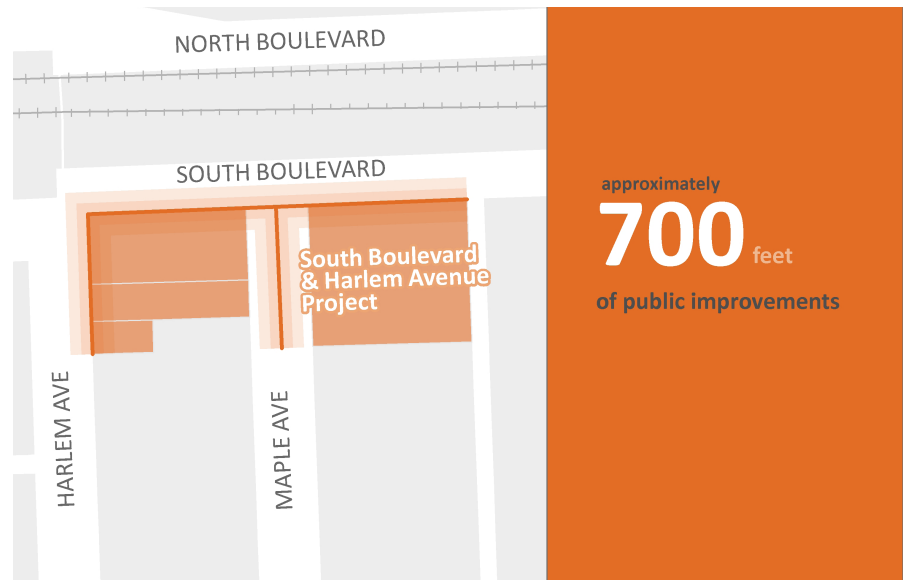 NORTH BOULEVARD
SOUTH BOULEVARD
South Boulevard
& Harlem Avenue
Project
HARLEM AVE
MAPLE AVE
approximately
700 feet
of public improvements